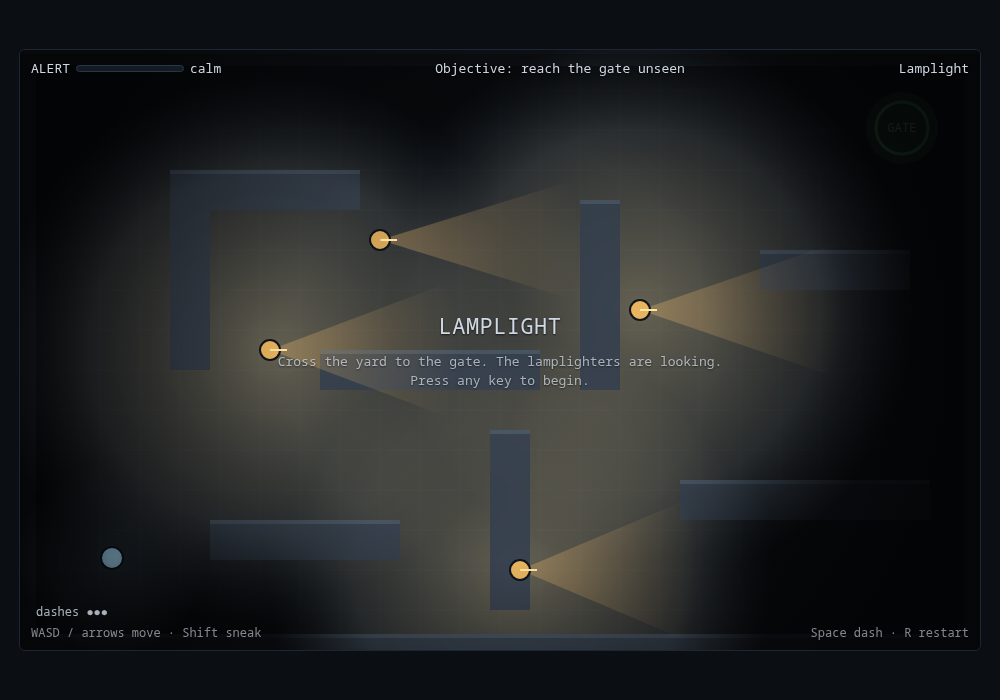 ALERT calm
Objective: reach the gate unseen
Lamplight
GATE
LAMPLIGHT
Cross the yard to the gate. The lamplighters are looking.
Press any key to begin.
dashes ●●●
WASD / arrows move · Shift sneak
Space dash · R restart